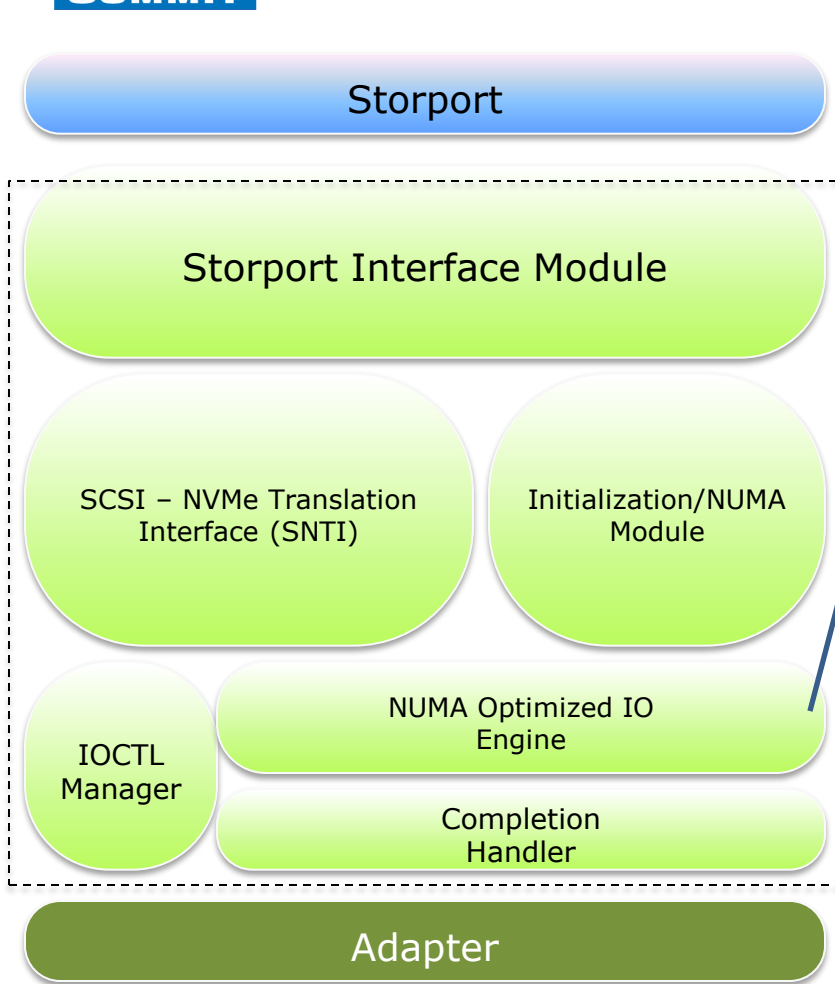 Storport
Storport Interface Module
SCSI – NVMe Translation
Interface (SNTI)
Initialization/NUMA
Module
NUMA Optimized IO
Engine
IOCTL
Manager
Completion
Handler
Adapter